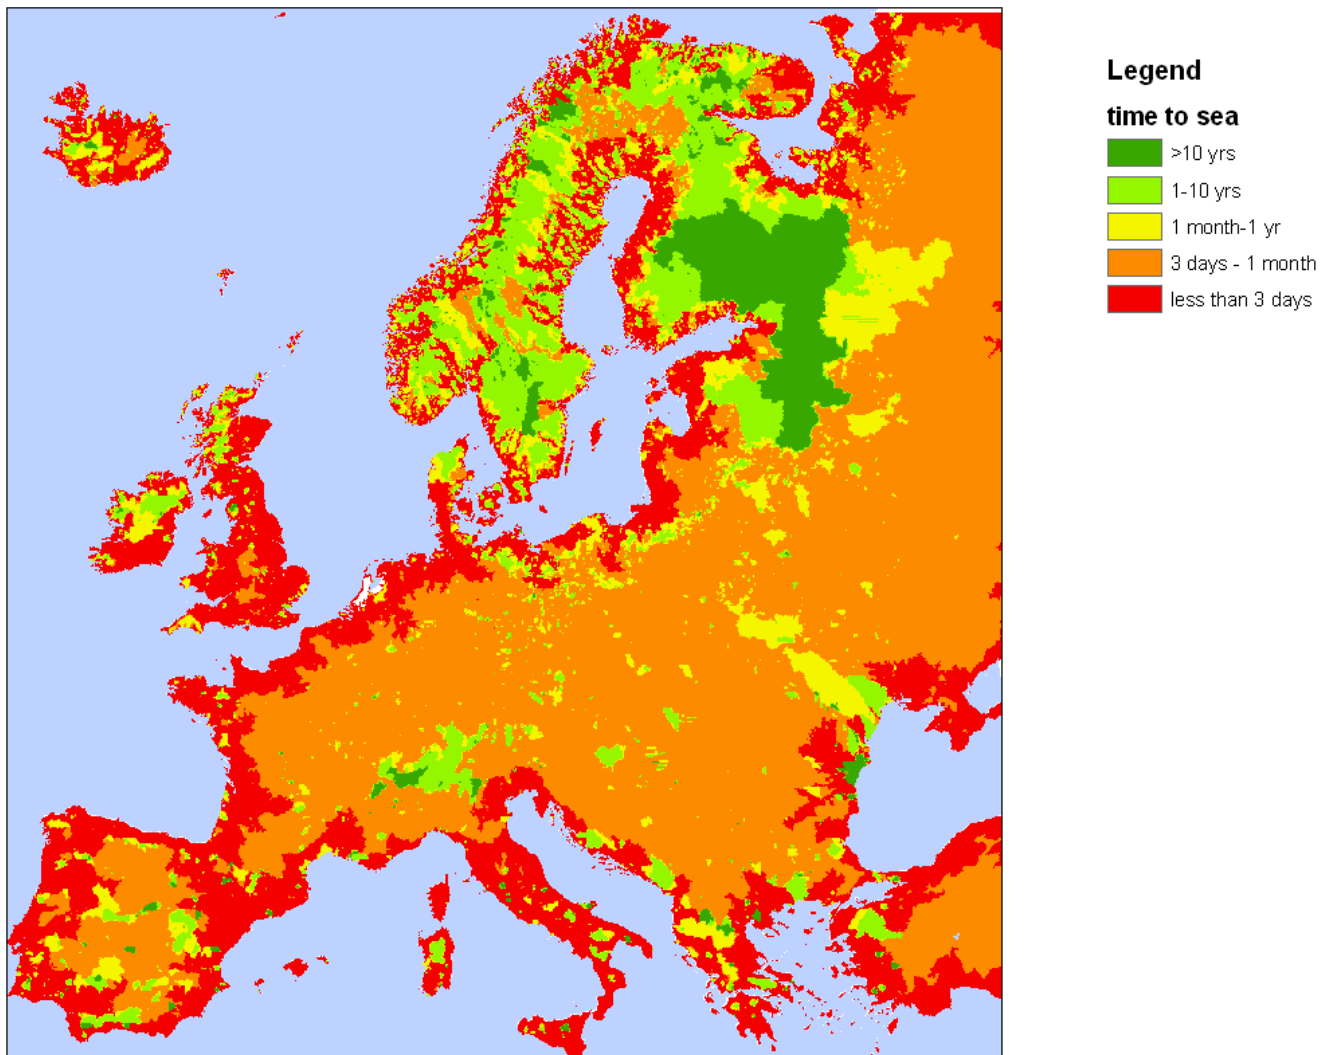 Legend
time to sea
>10 yrs
1-10 yrs
1 month-1 yr
3 days - 1 month
less than 3 days